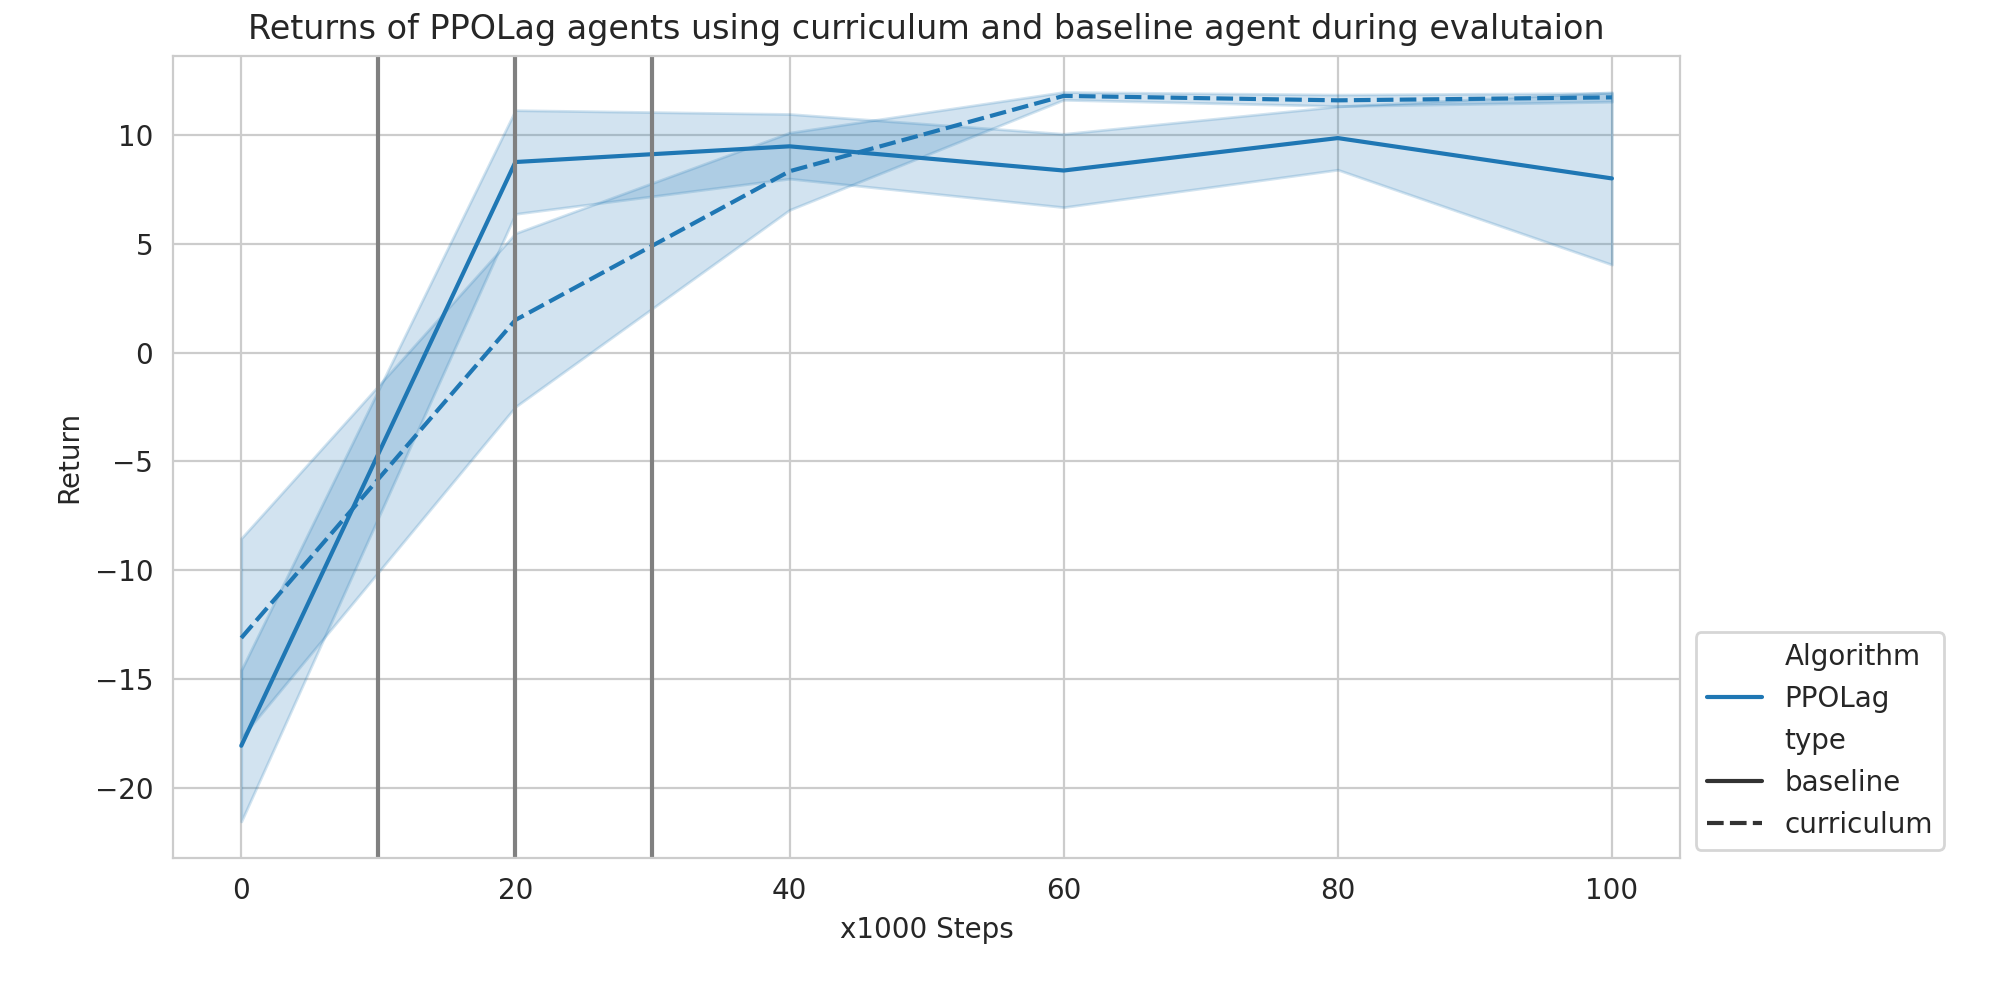 Returns of PPOLag agents using curriculum and baseline agent during evalutaion
10
5
0
−5
−10
−15
−20
Return
0 20 40 60 80 100
x1000 Steps
Algorithm
PPOLag
type
baseline
curriculum